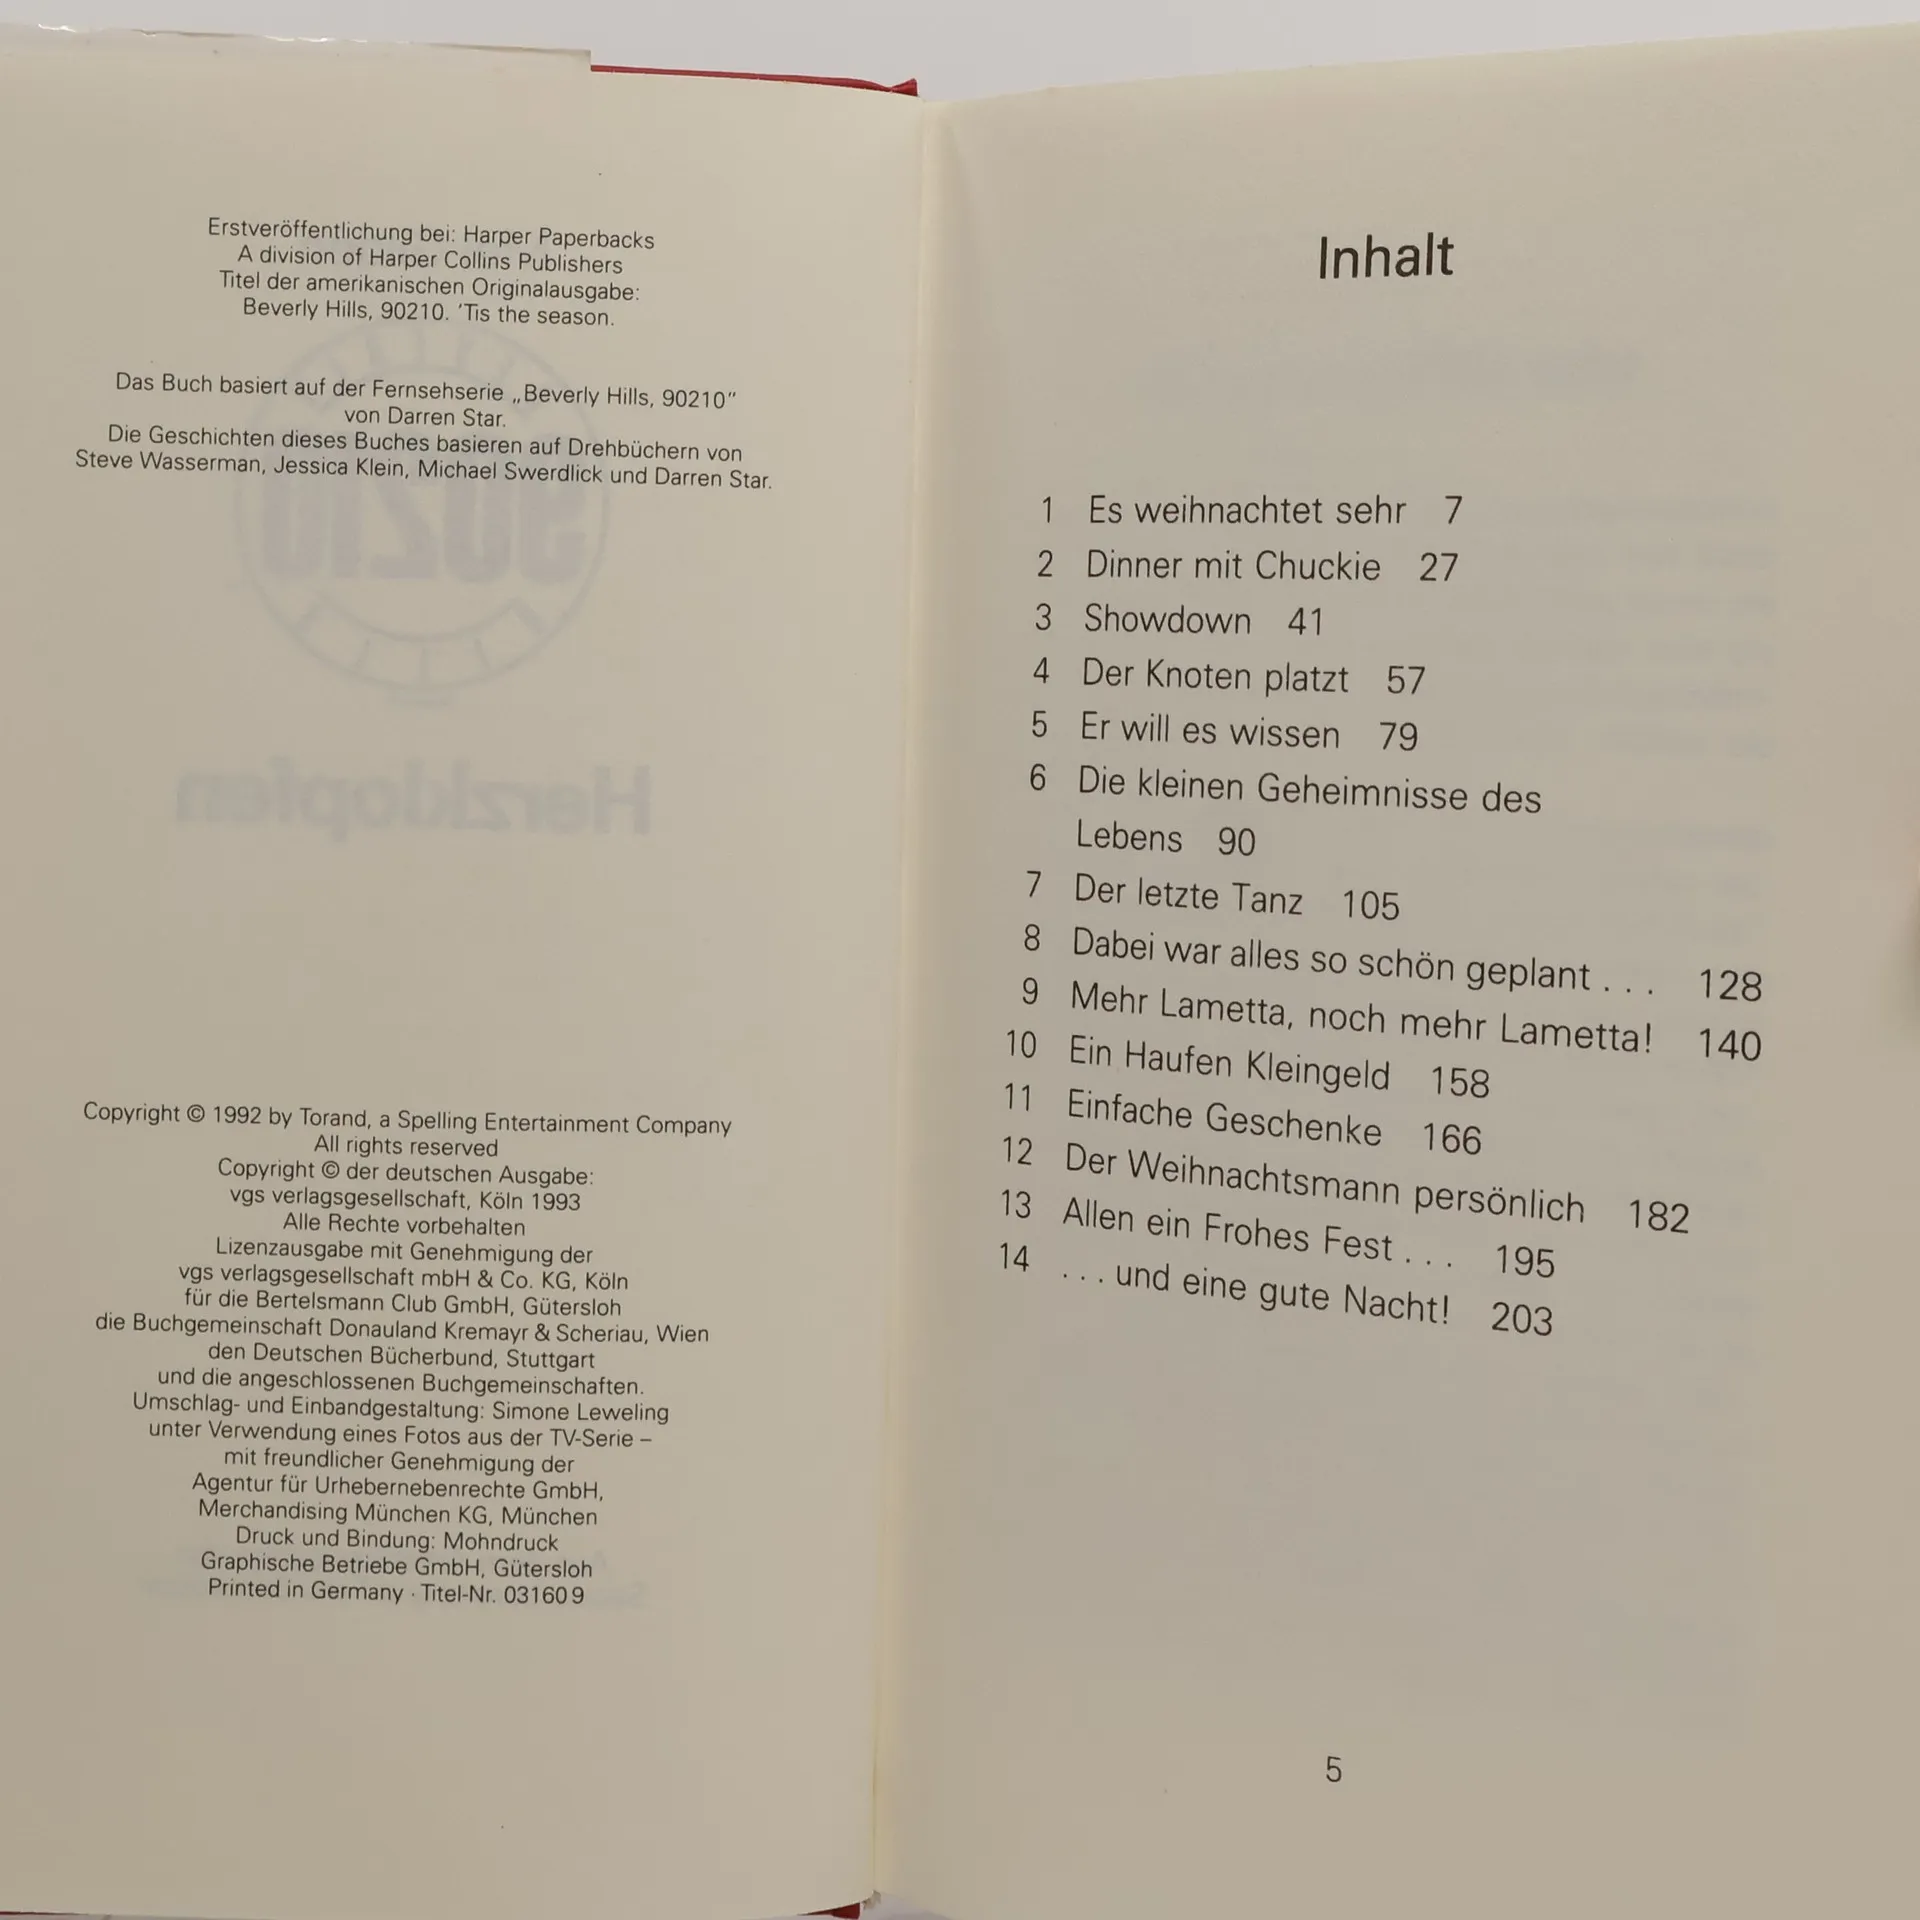 Erstveröffentlichung bei: Harper Paperbacks
A division of Harper Collins Publishers
Titel der amerikanischen Originalausgabe:
Beverly Hills, 90210. 'Tis the season.
Das Buch basiert auf der Fernsehserie „Beverly Hills, 90210"
von Darren Star.
Die Geschichten dieses Buches basieren auf Drehbüchern von
Steve Wasserman, Jessica Klein, Michael Swerdlick und Darren Star.
90210
Herzklopfen
Copyright © 1992 by Torand, a Spelling Entertainment Company
All rights reserved
Copyright © der deutschen Ausgabe:
vgs verlagsgesellschaft, Köln 1993
Alle Rechte vorbehalten
Lizenzausgabe mit Genehmigung der
vgs verlagsgesellschaft mbH & Co. KG, Köln
für die Bertelsmann Club GmbH, Gütersloh
die Buchgemeinschaft Donauland Kremayr & Scheriau, Wien
den Deutschen Bücherbund, Stuttgart
und die angeschlossenen Buchgemeinschaften.
Umschlag- und Einbandgestaltung: Simone Leweling
unter Verwendung eines Fotos aus der TV-Serie –
mit freundlicher Genehmigung der
Agentur für Urhebernebenrechte GmbH,
Merchandising München KG, München
Druck und Bindung: Mohndruck
Graphische Betriebe GmbH, Gütersloh
Printed in Germany · Titel-Nr. 03160 9
Inhalt
1 Es weihnachtet sehr 7
2 Dinner mit Chuckie 27
3 Showdown 41
4 Der Knoten platzt 57
5 Er will es wissen 79
6 Die kleinen Geheimnisse des
Lebens 90
7 Der letzte Tanz 105
8 Dabei war alles so schön geplant . . . 128
9 Mehr Lametta, noch mehr Lametta! 140
10 Ein Haufen Kleingeld 158
11 Einfache Geschenke 166
12 Der Weihnachtsmann persönlich 182
13 Allen ein Frohes Fest . . . 195
14 . . . und eine gute Nacht! 203
5